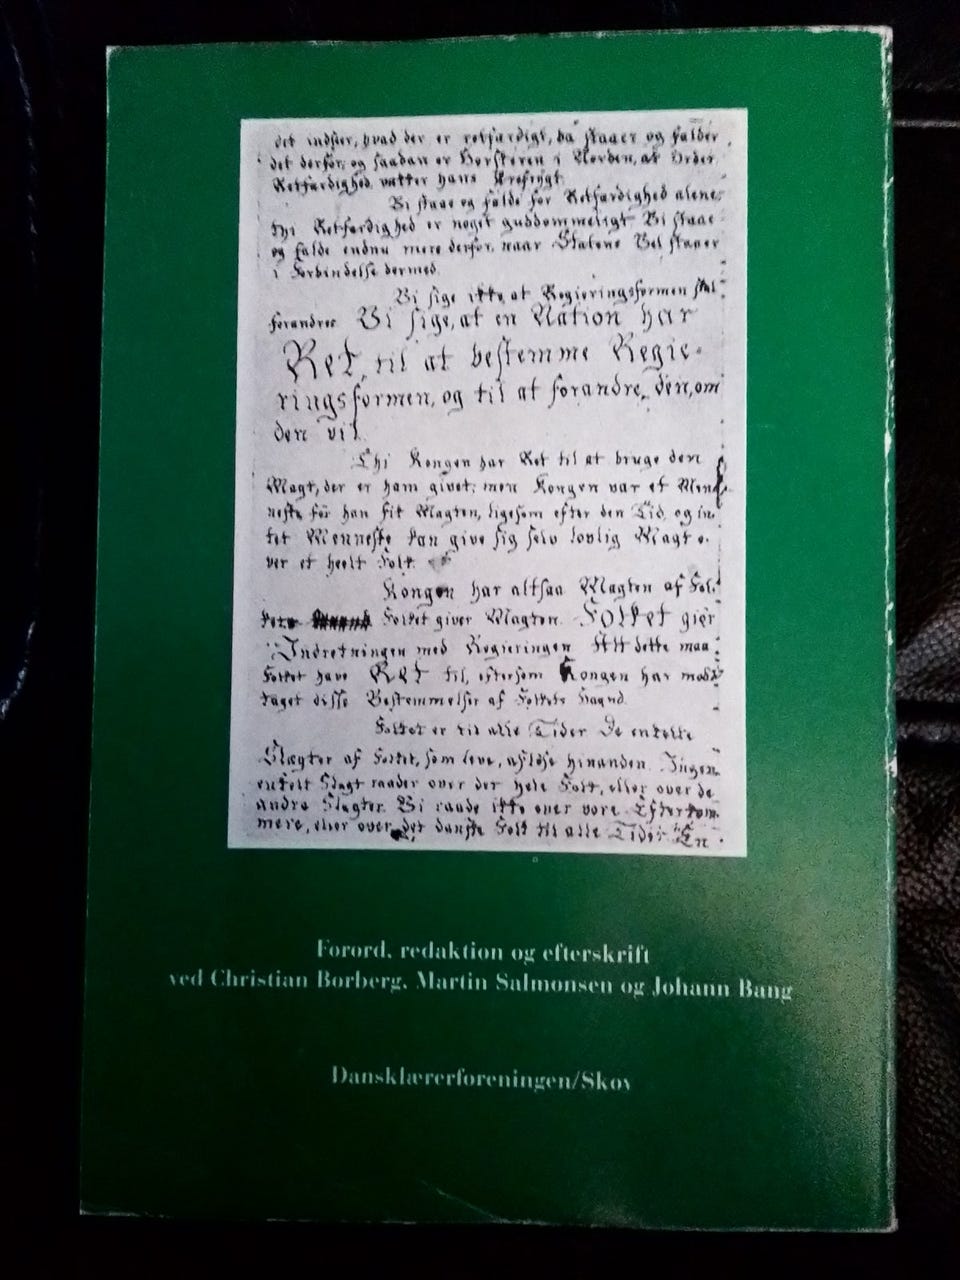 det indseer, hvad der er retfærdigt, da staaer og falder
det derfor, og saadan er Horsteren i Norden, at Order
Retfærdighed vætter hans
Vi staae og falde for Retfærdighed alene,
thi Retfærdighed er noget guddommeligt. Vi staae
og falde endnu mere derfor, naar Statens Vel staaer
i Forbindelse dermed.
Vi sige ikke, at Regieringsformen skal
forandres Vi sige, at en Nation har
Ret, til at bestemme Regie-
ringsformen, og til at forandre, den, om
den vil.
Thi Kongen har Ret til at bruge den
Magt, der er ham givet; men Kongen var et Men-
neske før han fik Magten, ligesom efter den Tid, og in-
tet Menneske kan give sig selv lovlig Magt o-
ver et heelt Folk.
Kongen har altsaa Magten af Fol-
kets Folket giver Magten. Folket giør
Indretningen med Regieringen Alt dette maa
Folket have Ret til, eftersom Kongen har mod-
taget disse Bestemmelser af Folkets Haand.
Folket er til alle Tider De enkelte
Slægter af Folket, som leve, afløse hinanden. Ingen
enkelt Slægt raader over det hele Folk, eller over de
andre Slægter. Vi raade ikke over vore Efterkom-
mere, eller over det danske Folk til alle Tider. En
Forord, redaktion og efterskrift
ved Christian Borberg, Martin Salmonsen og Johann Bang
Dansklærerforeningen/Skov